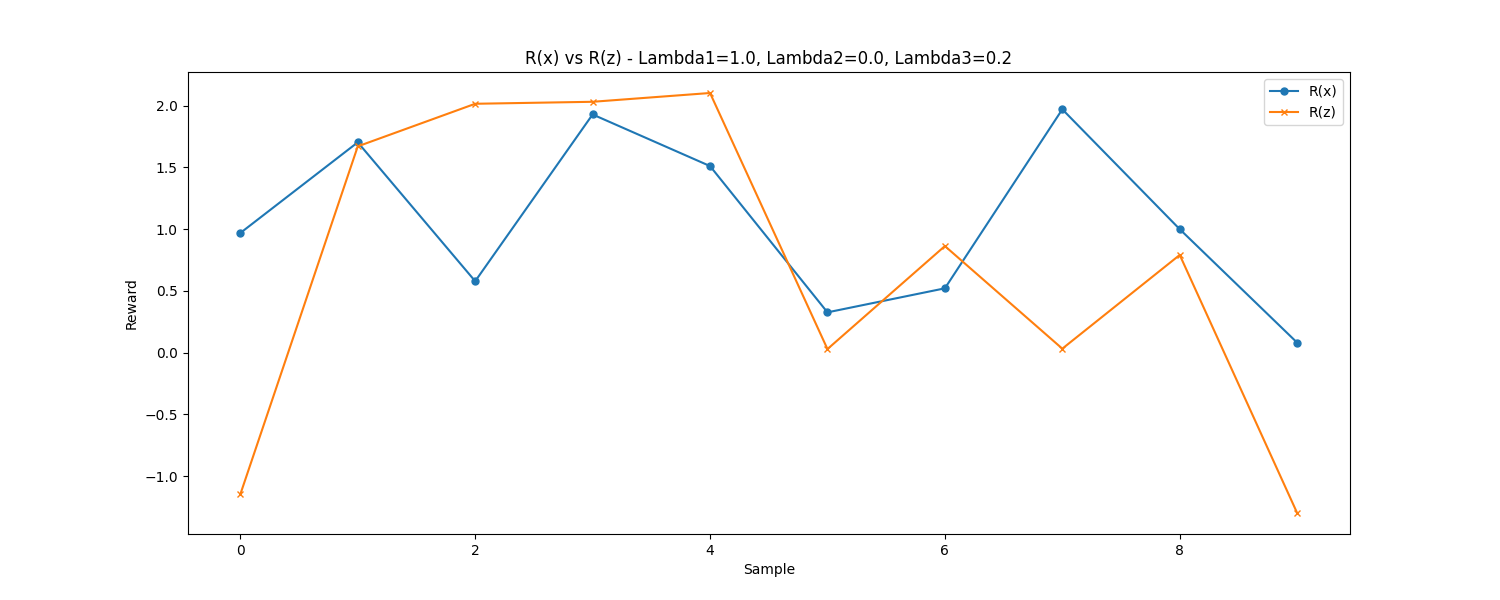 R(x) vs R(z) - Lambda1=1.0, Lambda2=0.0, Lambda3=0.2
R(x)
R(z)
2.0
1.5
1.0
0.5
0.0
−0.5
−1.0
Reward
0 2 4 6 8
Sample